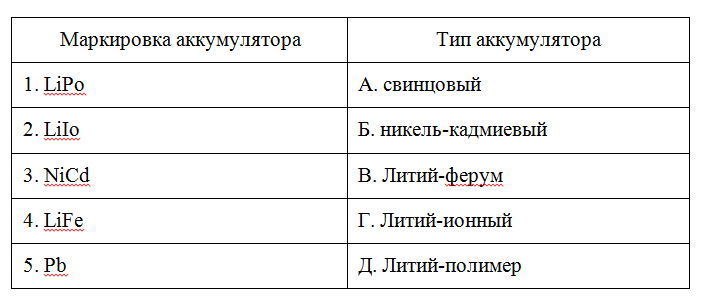 Маркировка аккумулятора Тип аккумулятора
1. LiPo А. свинцовый
2. LiIo Б. никель-кадмиевый
3. NiCd В. Литий-ферум
4. LiFe Г. Литий-ионный
5. Pb Д. Литий-полимер